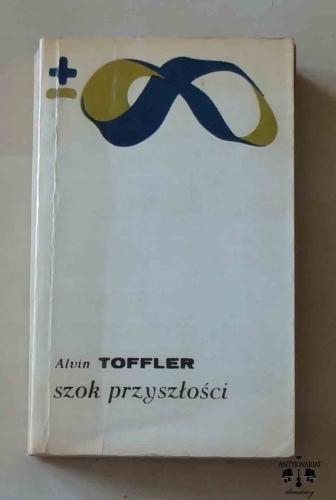 ±
Alvin TOFFLER
szok przyszłości
ANTYKWARIAT